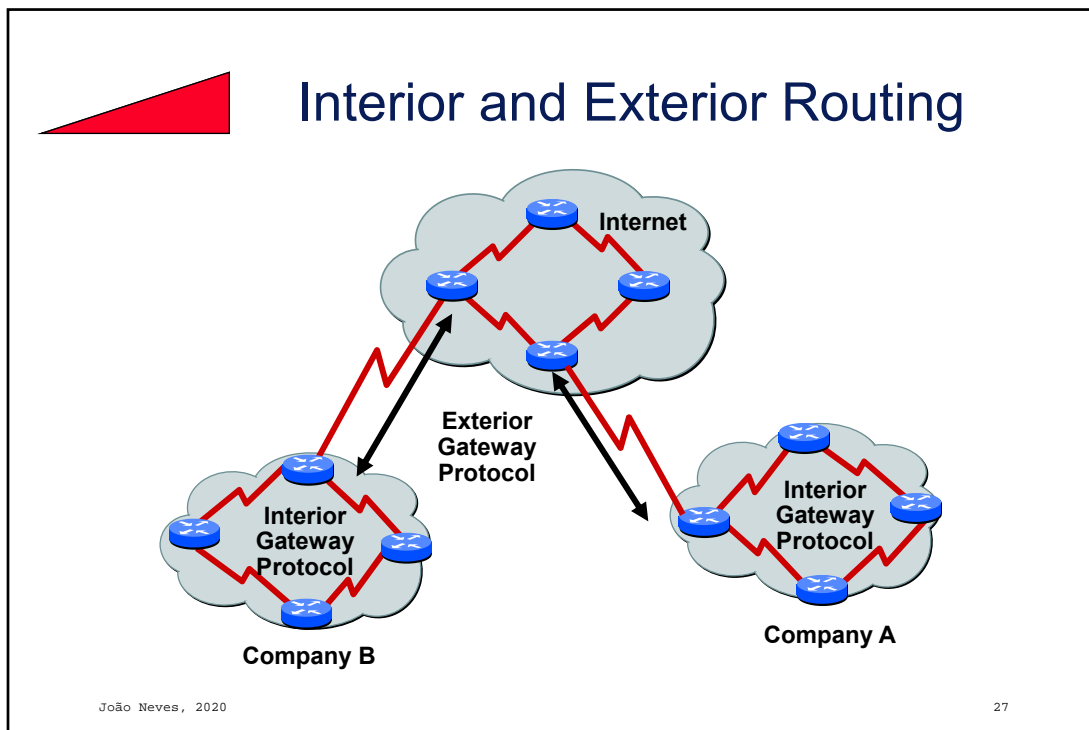 Interior and Exterior Routing
Internet
Exterior
Gateway
Protocol
Interior
Gateway
Protocol
Company B
Interior
Gateway
Protocol
Company A
João Neves, 2020
27